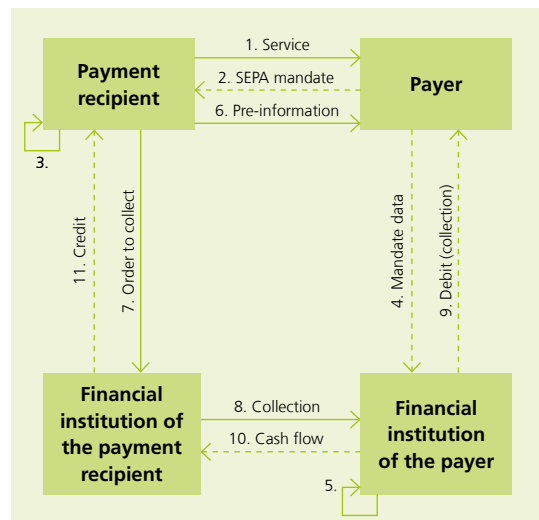 1. Service
Payment
recipient
2. SEPA mandate
Payer
6. Pre-information
3.
11. Credit
7. Order to collect
4. Mandate data
9. Debit (collection)
Financial
institution of
the payment
recipient
8. Collection
10. Cash flow
Financial
institution
of the payer
5.